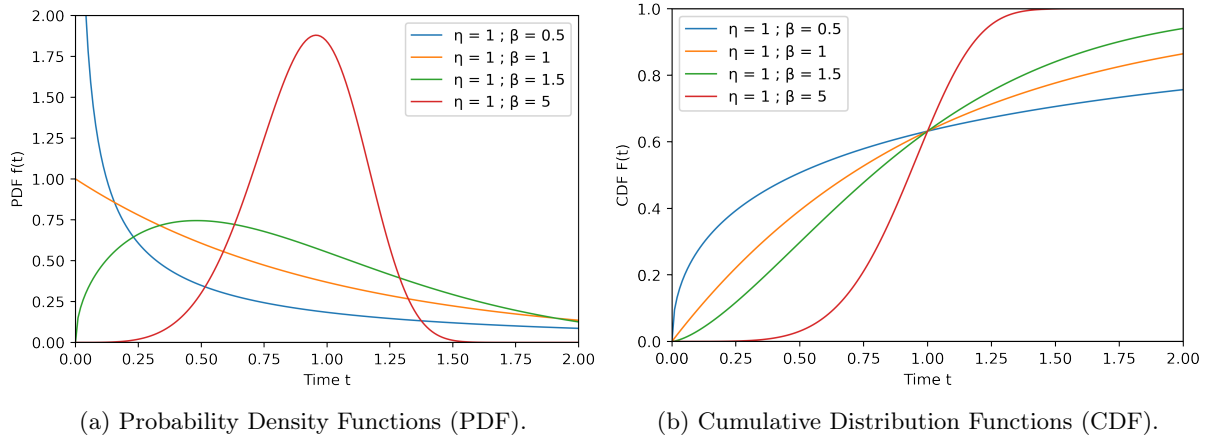 2.00
1.75
1.50
1.25
1.00
0.75
0.50
0.25
0.00
PDF f(t)
0.00 0.25 0.50 0.75 1.00 1.25 1.50 1.75 2.00
Time t
η = 1 ; β = 0.5
η = 1 ; β = 1
η = 1 ; β = 1.5
η = 1 ; β = 5
(a) Probability Density Functions (PDF).
1.0
0.8
0.6
0.4
0.2
0.0
CDF F(t)
0.00 0.25 0.50 0.75 1.00 1.25 1.50 1.75 2.00
Time t
η = 1 ; β = 0.5
η = 1 ; β = 1
η = 1 ; β = 1.5
η = 1 ; β = 5
(b) Cumulative Distribution Functions (CDF).